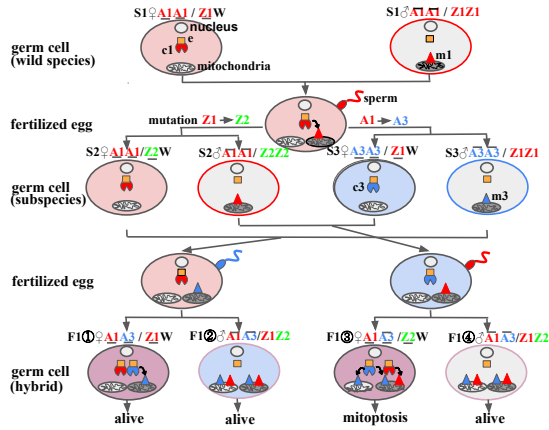 S1♀A1A1 / Z1W
S1♂A1A1 / Z1Z1
nucleus
e
c1
m1
mitochondria
germ cell
(wild species)
sperm
mutation Z1 → Z2
A1 → A3
fertilized egg
S2♀A1A1/Z2W
S2♂A1A1/Z2Z2
S3♀A3A3/Z1W
S3♂A3A3/ Z1Z1
c3
m3
germ cell
(subspecies)
fertilized egg
F1①♀A1A3/Z1W
F1②♂A1A3/Z1Z2
F1③♀A1A3/Z2W
F1④♂A1A3/Z1Z2
germ cell
(hybrid)
alive
alive
mitoptosis
alive